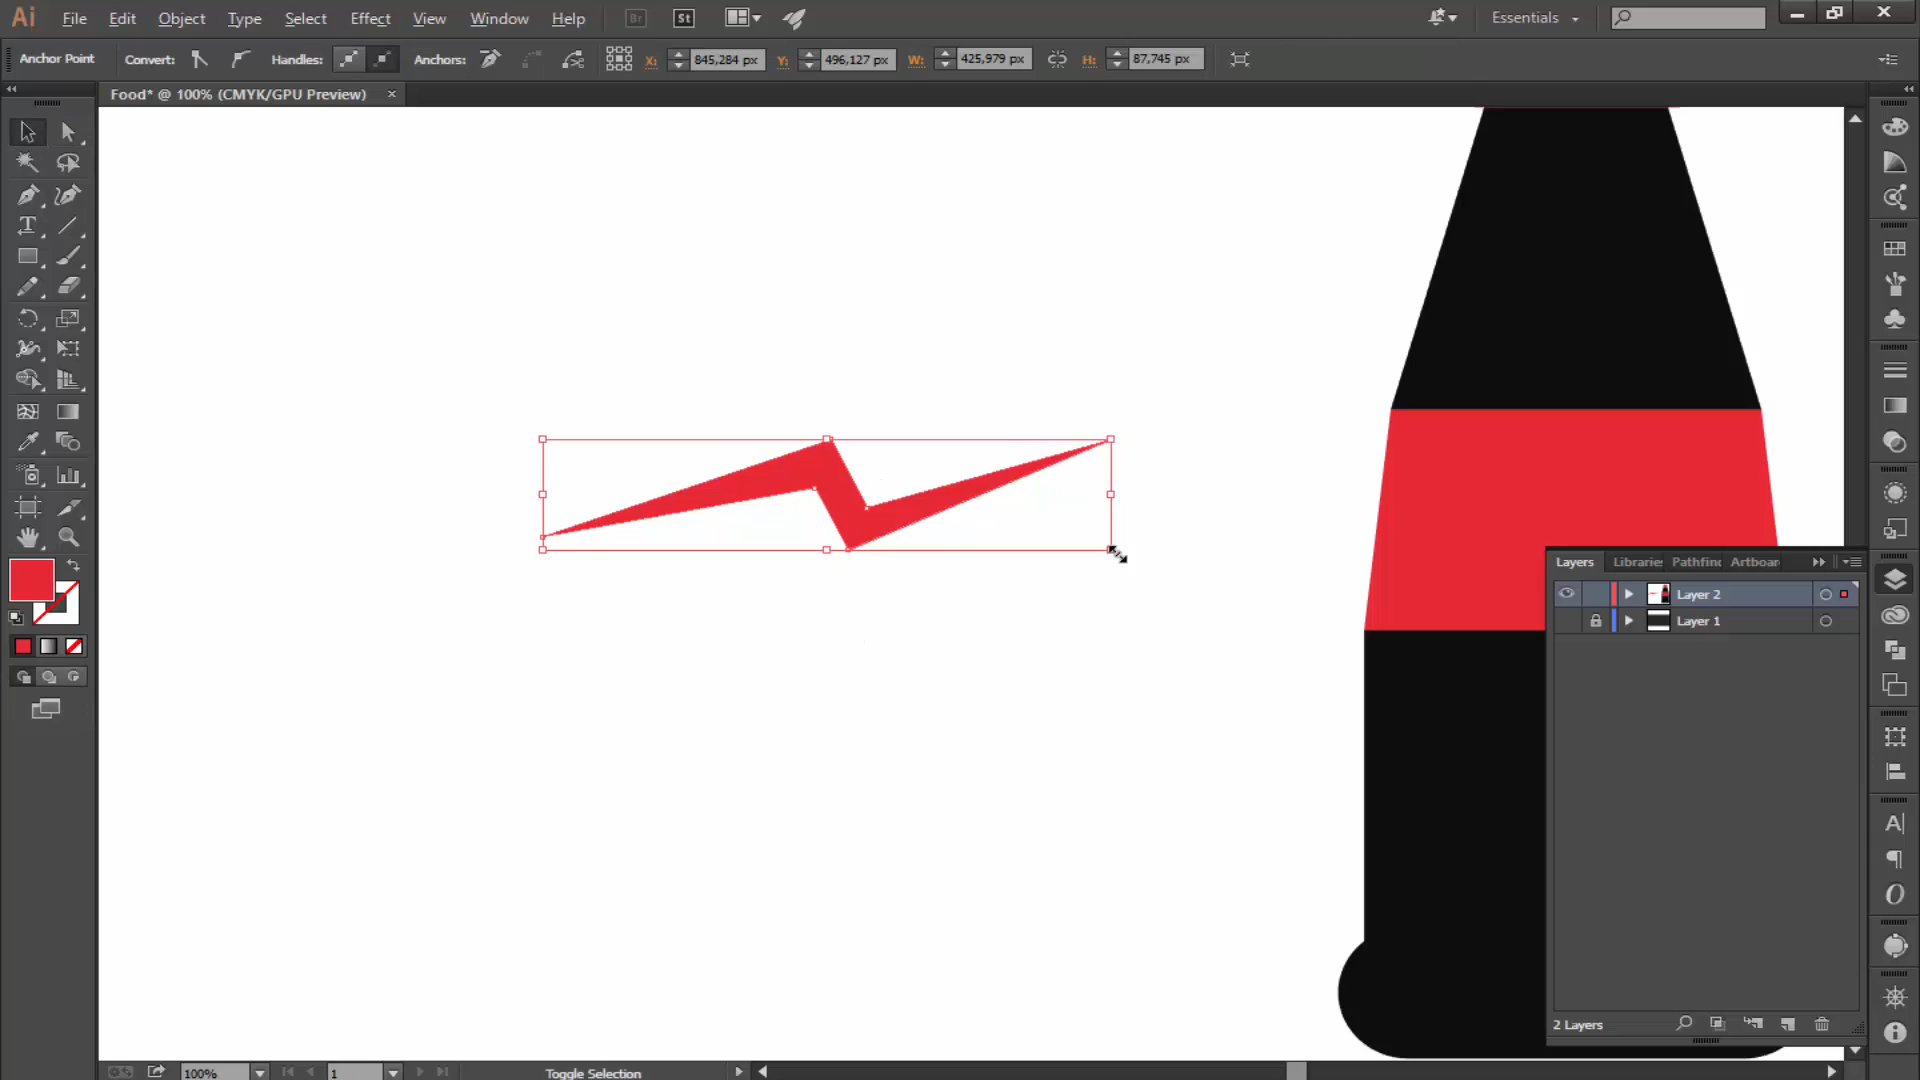 Ai File Edit Object Type Select Effect View Window Help Br St Essentials
Anchor Point Convert: Handles: Anchors: X: 845,284 px Y: 496,127 px W: 425,979 px H: 87,745 px
Food* @ 100% (CMYK/GPU Preview) ×
Layers Librarie Pathfind Artboar
Layer 2
Layer 1
2 Layers
100% 1 Toggle Selection